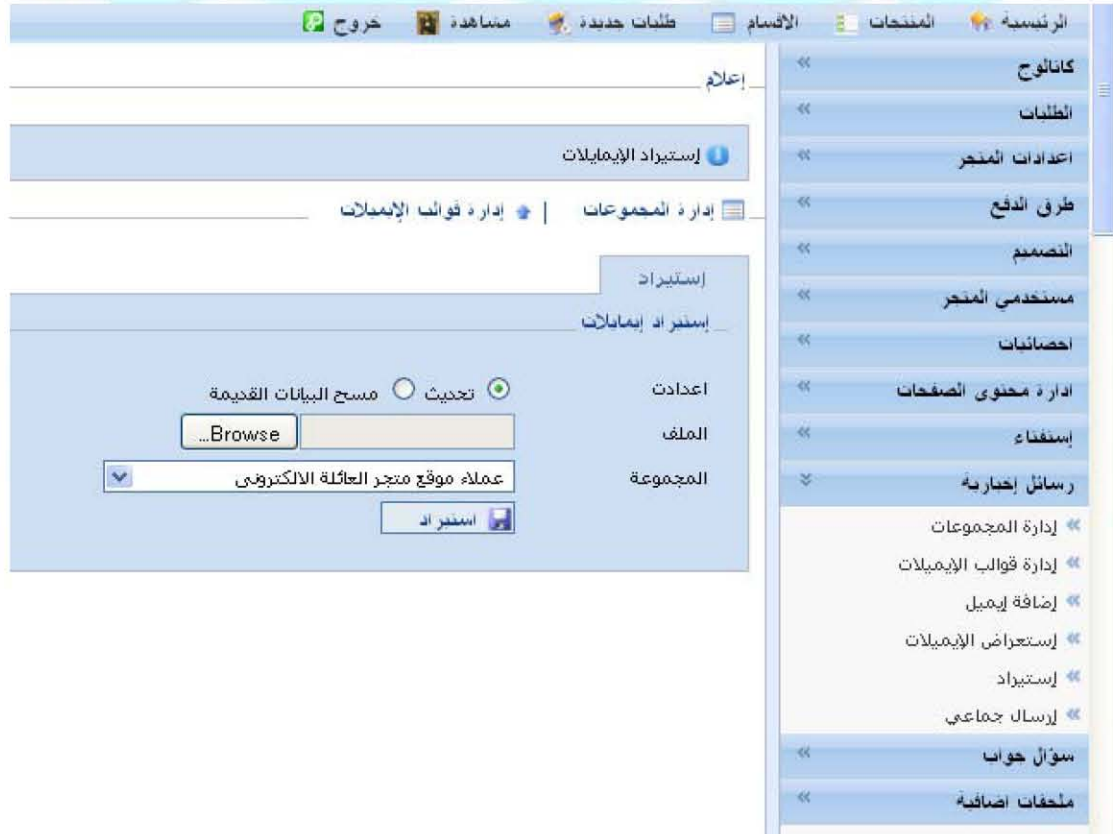 الرئيسية المنتجات الاقسام طلبات جديدة مشاهدة خروج
كاتالوج
الطلبات
اعدادات المتجر
طرق الدفع
التصميم
مستخدمي المتجر
احصائيات
ادارة محتوى الصفحات
إستفتاء
رسائل إخبارية
إدارة المجموعات
إدارة قوالب الإيميلات
إضافة إيميل
إستعراض الإيميلات
إستيراد
إرسال جماعي
سؤال جواب
ملحقات اضافية
إعلام
إستيراد الإيمايلات
إدارة المجموعات | إدارة قوالب الإيميلات
إستيراد
إستيراد إيمايلات
اعدادت تحديث مسح البيانات القديمة
الملف Browse...
المجموعة عملاء موقع متجر العائلة الالكترونى
استيراد